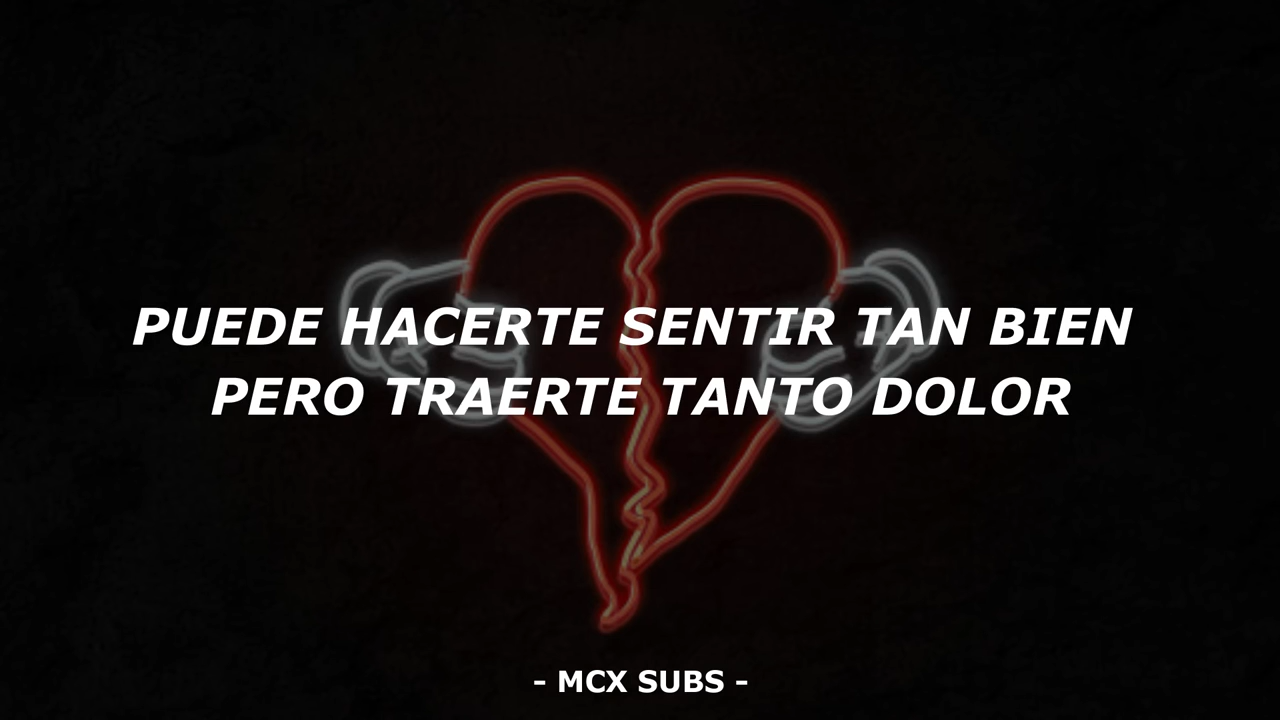 PUEDE HACERTE SENTIR TAN BIEN
PERO TRAERTE TANTO DOLOR
- MCX SUBS -